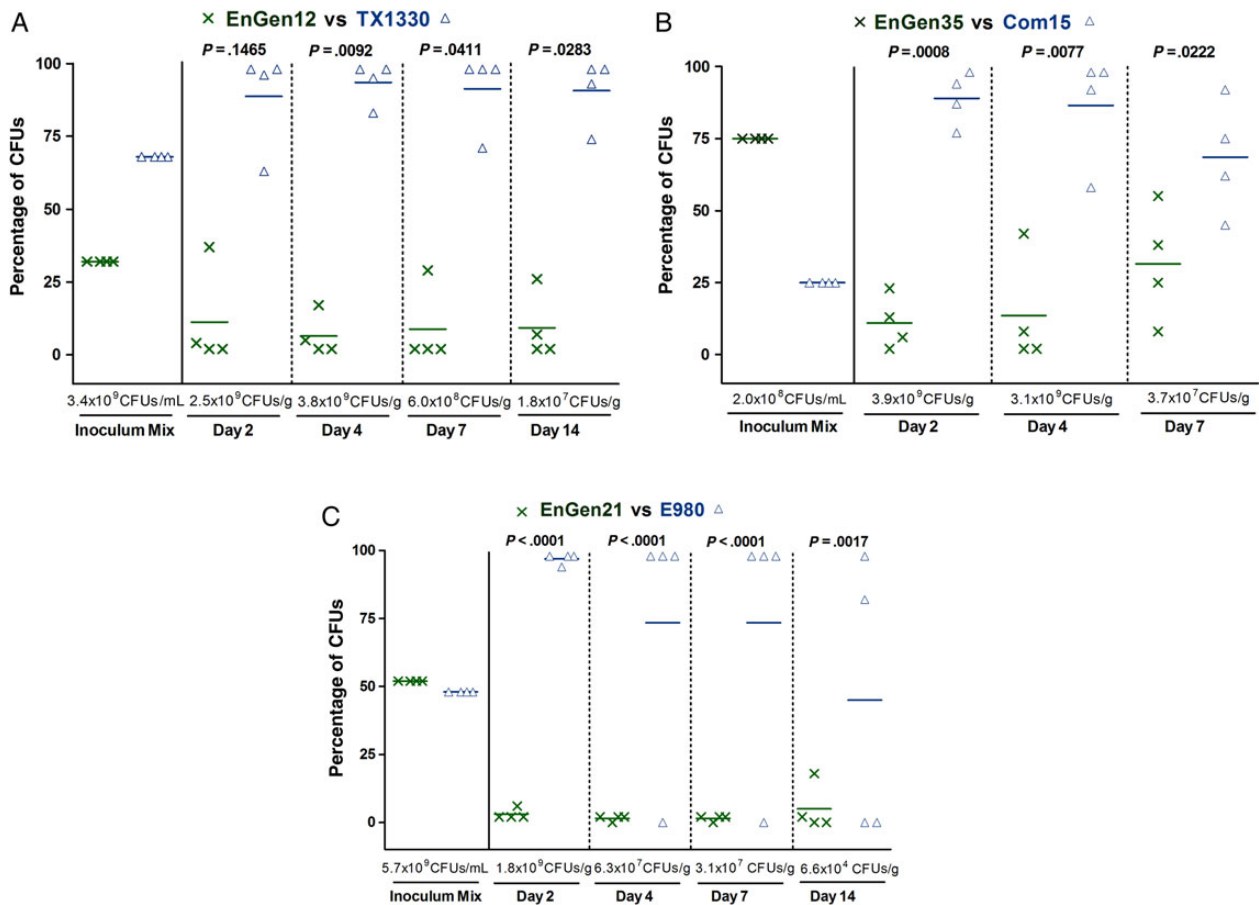 A
× EnGen12 vs TX1330 △
P = .1465 P = .0092 P = .0411 P = .0283
Percentage of CFUs
100
75
50
25
0
3.4x10⁹CFUs/mL 2.5x10⁹CFUs/g 3.8x10⁹CFUs/g 6.0x10⁸CFUs/g 1.8x10⁷CFUs/g
Inoculum Mix Day 2 Day 4 Day 7 Day 14
B
× EnGen35 vs Com15 △
P = .0008 P = .0077 P = .0222
Percentage of CFUs
100
75
50
25
0
2.0x10⁸CFUs/mL 3.9x10⁹CFUs/g 3.1x10⁹CFUs/g 3.7x10⁷CFUs/g
Inoculum Mix Day 2 Day 4 Day 7
C
× EnGen21 vs E980 △
P < .0001 P < .0001 P < .0001 P = .0017
Percentage of CFUs
100
75
50
25
0
5.7x10⁹CFUs/mL 1.8x10⁹CFUs/g 6.3x10⁷CFUs/g 3.1x10⁷ CFUs/g 6.6x10⁴ CFUs/g
Inoculum Mix Day 2 Day 4 Day 7 Day 14